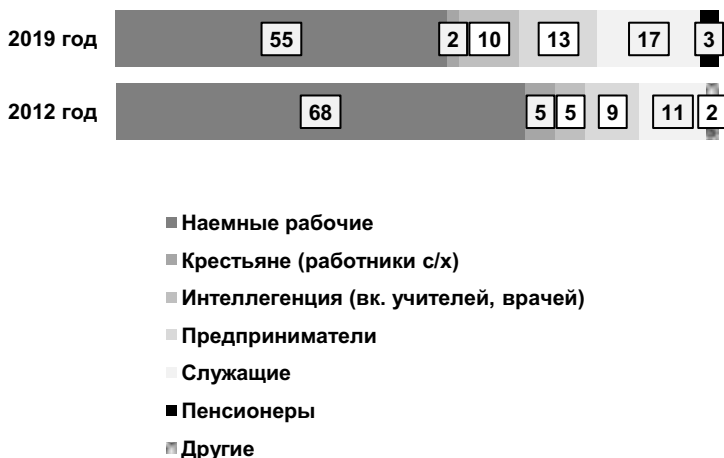 2019 год 55 2 10 13 17 3
2012 год 68 5 5 9 11 2
Наемные рабочие
Крестьяне (работники с/х)
Интеллегенция (вк. учителей, врачей)
Предприниматели
Служащие
Пенсионеры
Другие